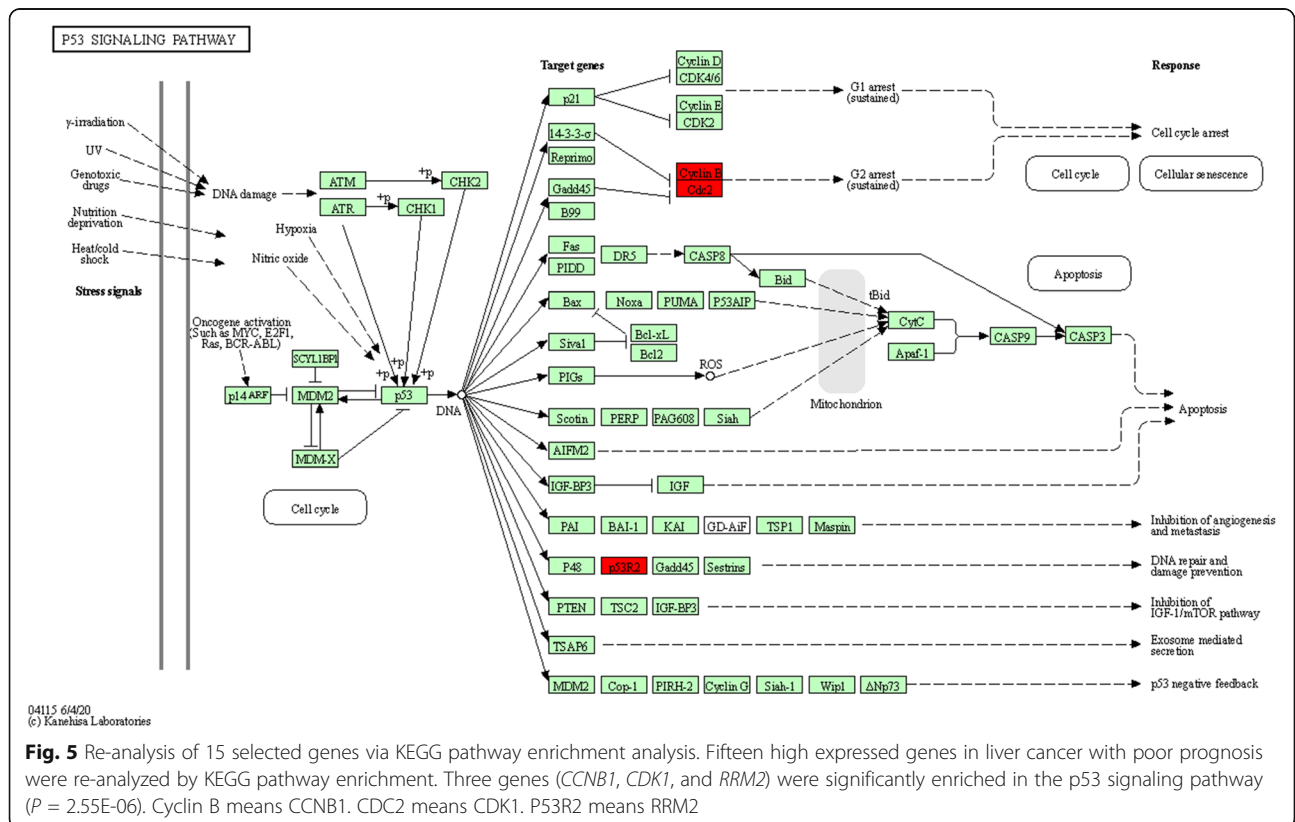 P53 SIGNALING PATHWAY
Target genes
Response
Cyclin D
CDK4/6
p21
Cyclin E
CDK2
G1 arrest
(sustained)
γ-irradiation
UV
Genotoxic
drugs
Nutrition
deprivation
Heat/cold
shock
Stress signals
DNA damage
ATM
+p
CHK2
ATR
+p
CHK1
Hypoxia
Nitric oxide
14-3-3-σ
Reprimo
Gadd45
B99
Cyclin B
Cdc2
G2 arrest
(sustained)
Cell cycle arrest
Cell cycle
Cellular senescence
Fas
PIDD
DR5
CASP8
Bid
tBid
Apoptosis
Bax
Noxa
PUMA
P53AIP
CytC
CASP9
CASP3
Apaf-1
Siva1
Bcl-xL
Bcl2
PIGs
ROS
Mitochondrion
Oncogene activation
(Such as MYC, E2F1,
Ras, BCR-ABL)
SCYL1BP1
p14ARF
MDM2
+p
+p
+p
p53
DNA
MDM-X
Cell cycle
Scotin
PERP
PAG608
Siah
Apoptosis
AIFM2
IGF-BP3
IGF
PAI
BAI-1
KAI
GD-AiF
TSP1
Maspin
Inhibition of angiogenesis
and metastasis
P48
p53R2
Gadd45
Sestrins
DNA repair and
damage prevention
PTEN
TSC2
IGF-BP3
Inhibition of
IGF-1/mTOR pathway
TSAP6
Exosome mediated
secretion
MDM2
Cop-1
PIRH-2
Cyclin G
Siah-1
Wip1
ΔNp73
p53 negative feedback
04115 6/4/20
(c) Kanehisa Laboratories
Fig. 5 Re-analysis of 15 selected genes via KEGG pathway enrichment analysis. Fifteen high expressed genes in liver cancer with poor prognosis
were re-analyzed by KEGG pathway enrichment. Three genes (CCNB1, CDK1, and RRM2) were significantly enriched in the p53 signaling pathway
(P = 2.55E-06). Cyclin B means CCNB1. CDC2 means CDK1. P53R2 means RRM2